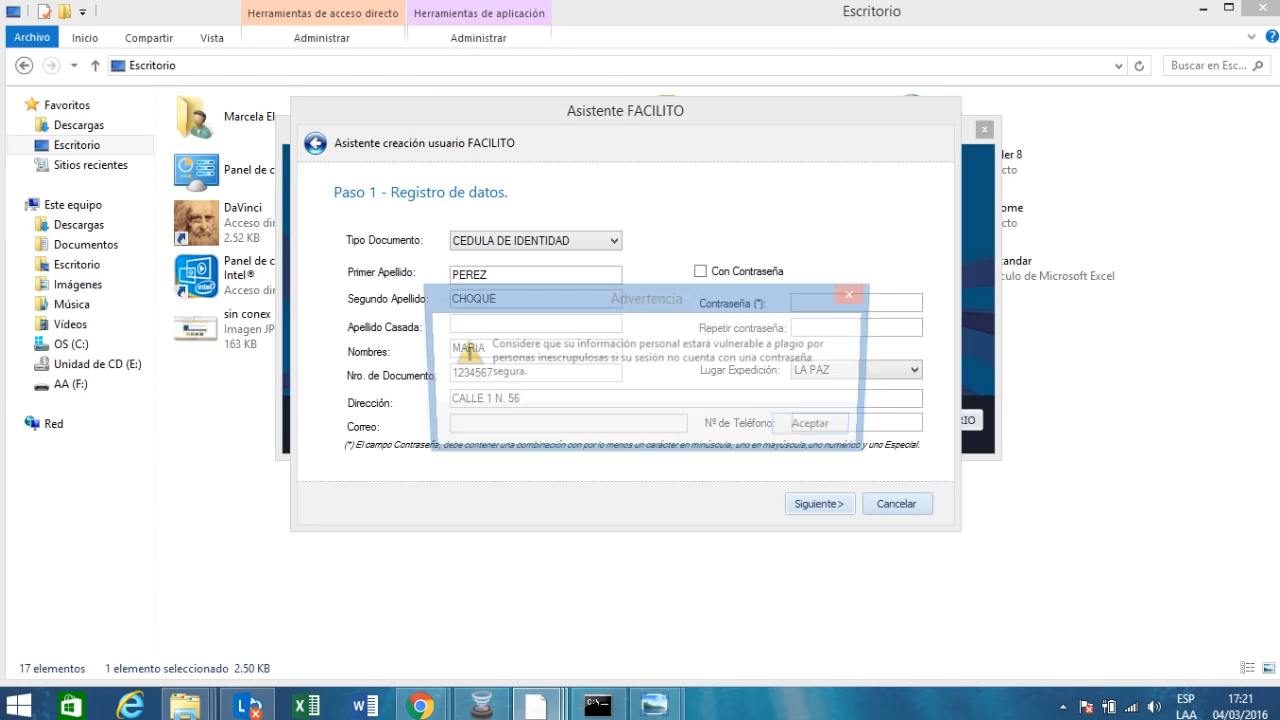 Herramientas de acceso directo
Herramientas de aplicación
Escritorio
Archivo
Inicio
Compartir
Vista
Administrar
Administrar
Escritorio
Buscar en Esc...
Favoritos
Descargas
Escritorio
Sitios recientes
Este equipo
Descargas
Documentos
Escritorio
Imágenes
Música
Vídeos
OS (C:)
Unidad de CD (E:)
AA (F:)
Red
Marcela El
Panel de c
DaVinci
Acceso dir
2.52 KB
Panel de c
Intel®
Acceso dir
sin conex
Imagen JP
163 KB
der 8
cto
ome
cto
andar
culo de Microsoft Excel
RIO
Asistente FACILITO
Asistente creación usuario FACILITO
Paso 1 - Registro de datos.
Tipo Documento: CEDULA DE IDENTIDAD
Primer Apellido: PEREZ
Con Contraseña
Segundo Apellido: CHOQUE
Advertencia
Contraseña (*):
Apellido Casada:
Repetir contraseña:
Nombres: MARIA
Considere que su información personal estará vulnerable a plagio por
personas inescrupulosas si su sesión no cuenta con una contraseña
segura.
Lugar Expedición: LA PAZ
Nro. de Documento: 1234567
Dirección: CALLE 1 N. 56
Correo:
Nº de Teléfono:
Aceptar
(*) El campo Contraseña, debe contener una combinación con por lo menos un carácter en minúscula, uno en mayúscula,uno numérico y uno Especial.
Siguiente>
Cancelar
17 elementos
1 elemento seleccionado 2.50 KB
ESP
LAA
17:21
04/03/2016